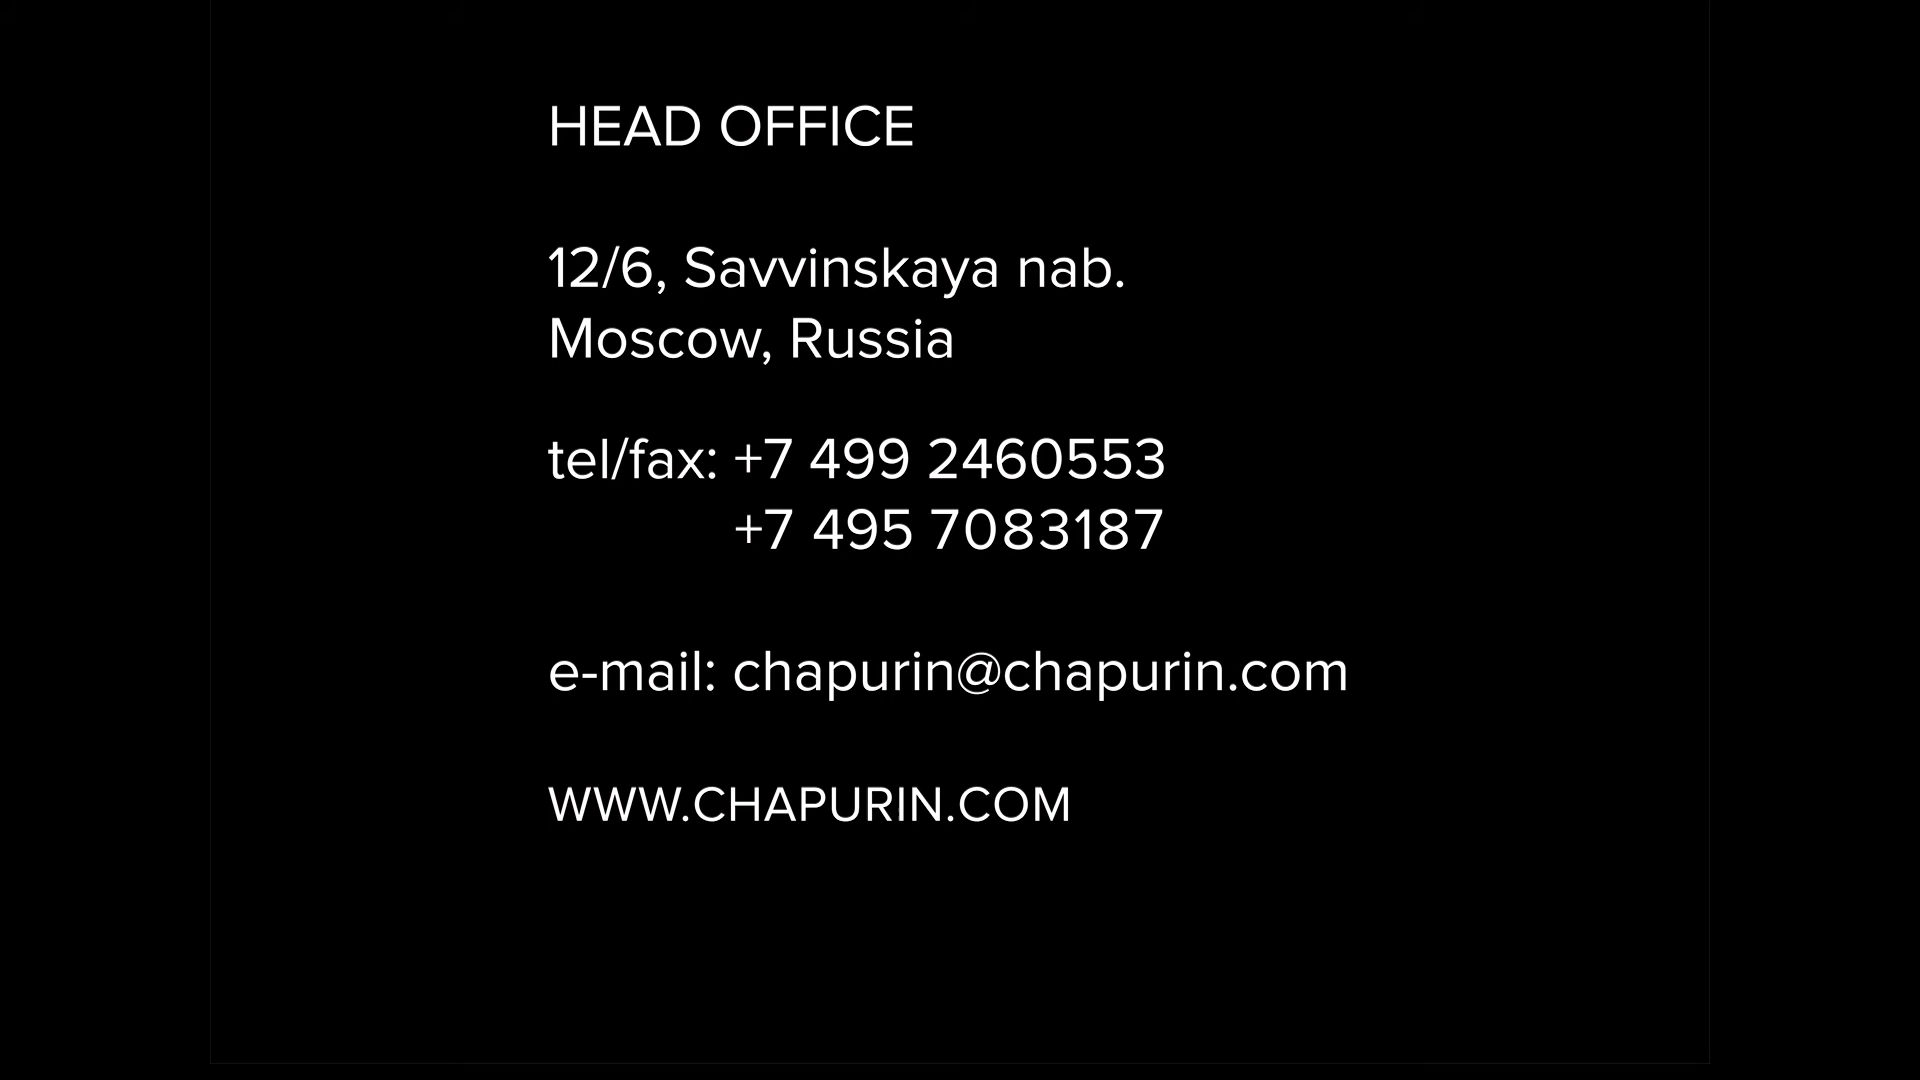 HEAD OFFICE
12/6, Savvinskaya nab.
Moscow, Russia
tel/fax: +7 499 2460553
+7 495 7083187
e-mail: chapurin@chapurin.com
WWW.CHAPURIN.COM